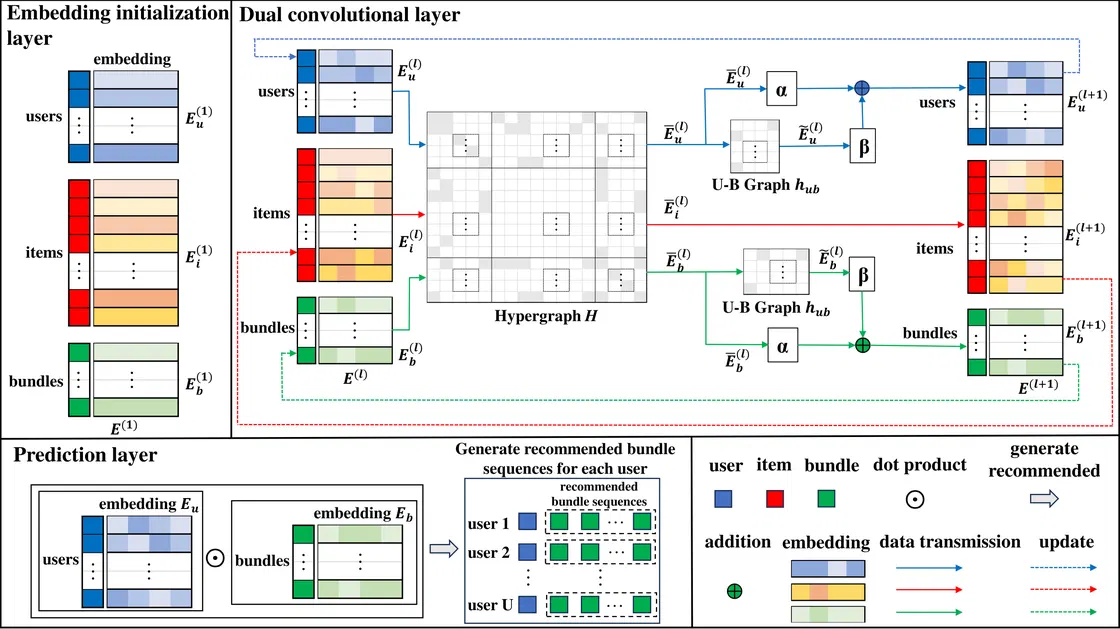 Embedding initialization
layer
embedding
users
E_u^(1)
items
E_i^(1)
bundles
E_b^(1)
E^(1)
Dual convolutional layer
users
E_u^(l)
items
E_i^(l)
bundles
E_b^(l)
E^(l)
Hypergraph H
Ē_u^(l)
Ē_u^(l)
α
Ẽ_u^(l)
β
U-B Graph h_ub
Ē_i^(l)
Ē_b^(l)
Ẽ_b^(l)
β
U-B Graph h_ub
Ē_b^(l)
α
users
E_u^(l+1)
items
E_i^(l+1)
bundles
E_b^(l+1)
E^(l+1)
Prediction layer
embedding E_u
users
embedding E_b
bundles
Generate recommended bundle
sequences for each user
recommended
bundle sequences
user 1
user 2
user U
user item bundle dot product
generate
recommended
addition embedding data transmission update